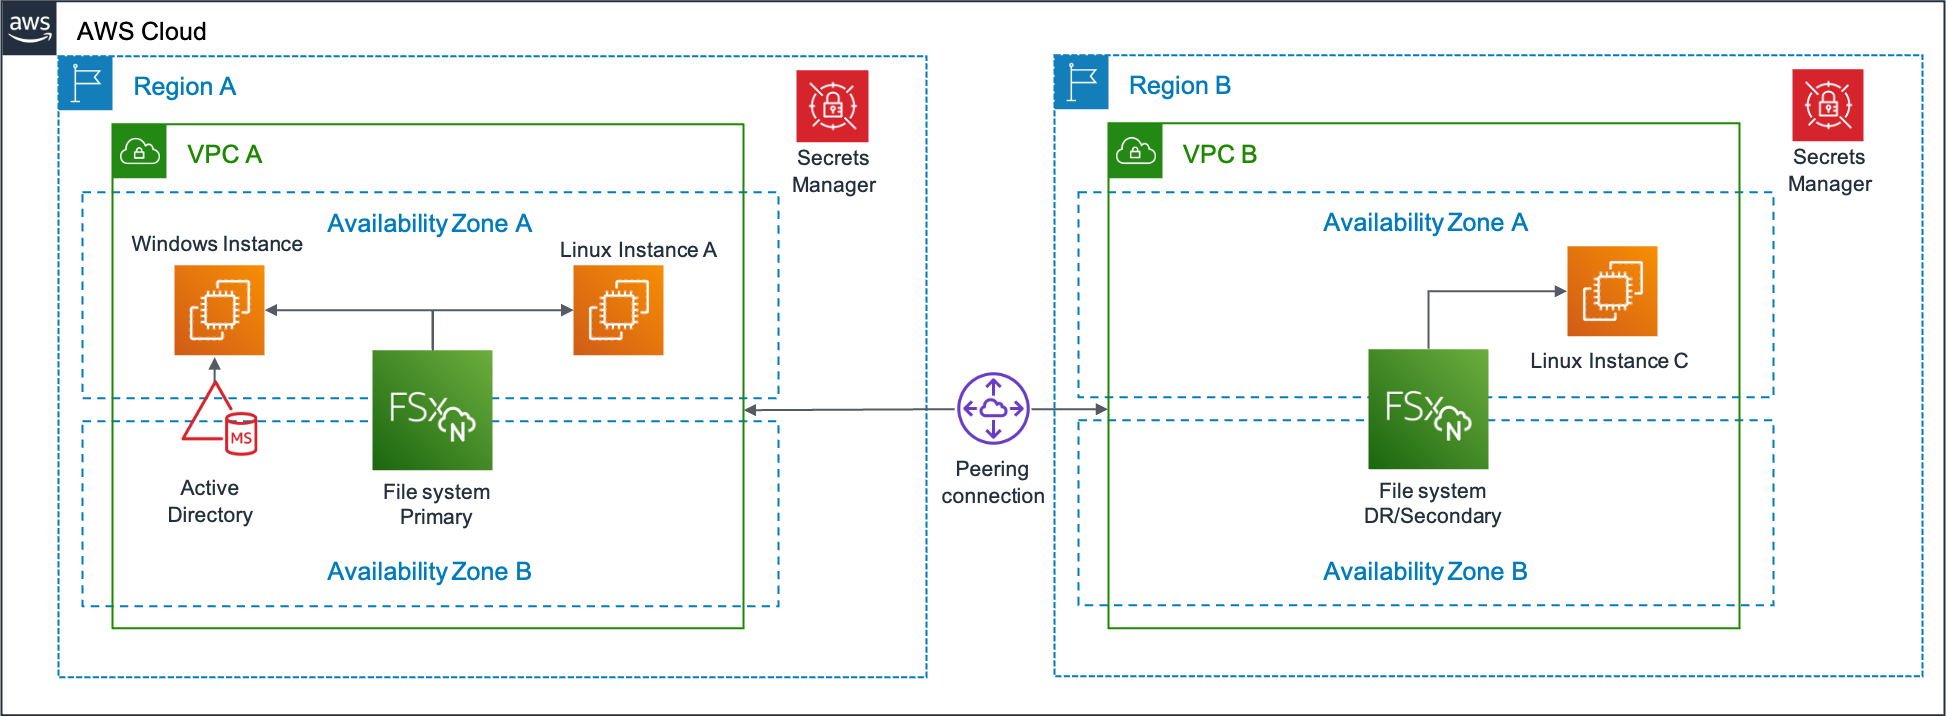 aws
AWS Cloud
Region A
Secrets
Manager
VPC A
Availability Zone A
Windows Instance
Linux Instance A
FSx
N
MS
Active
Directory
File system
Primary
Availability Zone B
Peering
connection
Region B
Secrets
Manager
VPC B
Availability Zone A
Linux Instance C
FSx
N
File system
DR/Secondary
Availability Zone B